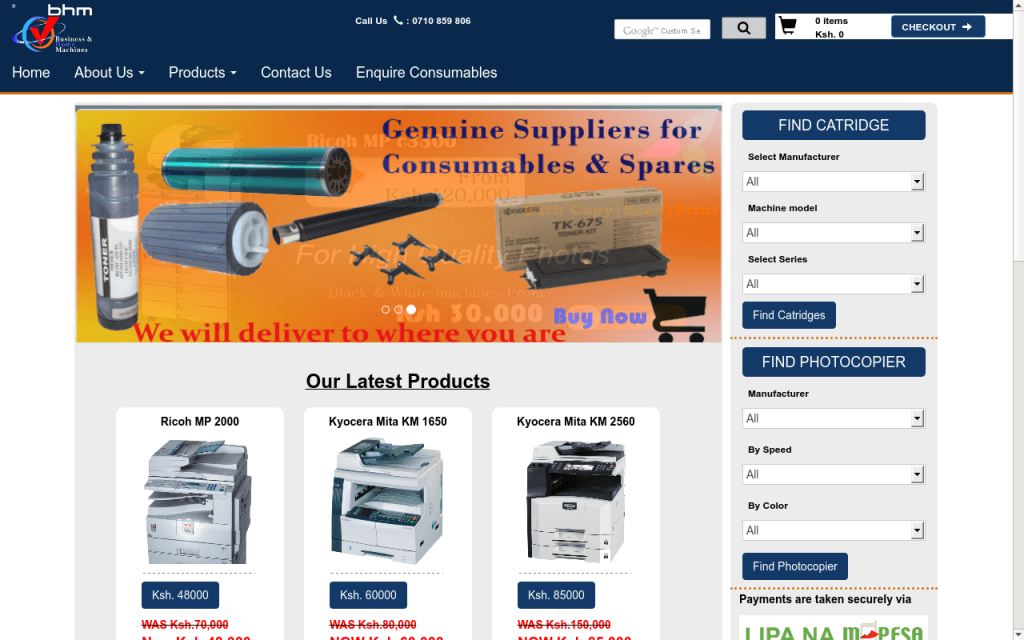 bhm
Business &
Home
Machines
Call Us : 0710 859 806
Google™ Custom Se
0 items
Ksh. 0
CHECKOUT
Home
About Us
Products
Contact Us
Enquire Consumables
Genuine Suppliers for
Consumables & Spares
Ricoh MP c3300
From
Ksh.120,000
TONER
KYOCERA
TK-675
TONER KIT
For High Quality Photos
Black & White machines From
Ksh 30.000
Buy Now
We will deliver to where you are
Our Latest Products
Ricoh MP 2000
Ksh. 48000
WAS Ksh.70,000
Kyocera Mita KM 1650
Ksh. 60000
WAS Ksh.80,000
Kyocera Mita KM 2560
Ksh. 85000
WAS Ksh.150,000
FIND CATRIDGE
Select Manufacturer
All
Machine model
All
Select Series
All
Find Catridges
FIND PHOTOCOPIER
Manufacturer
All
By Speed
All
By Color
All
Find Photocopier
Payments are taken securely via
LIPA NA M-PESA